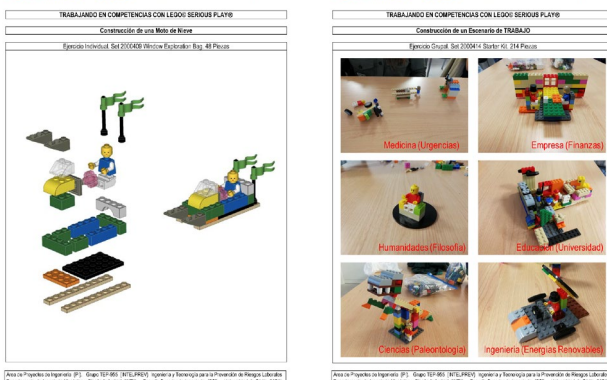 TRABAJANDO EN COMPETENCIAS CON LEGO® SERIOUS PLAY®
Construcción de una Moto de Nieve
Ejercicio Individual. Set 2000409 Window Exploration Bag. 48 Piezas
Area de Proyectos de Ingeniería [IP]. Grupo TEP-955 [INTELPREV] Ingeniería y Tecnología para la Prevención de Riesgos Laborales
TRABAJANDO EN COMPETENCIAS CON LEGO® SERIOUS PLAY®
Construcción de un Escenario de TRABAJO
Ejercicio Grupal. Set 2000414 Starter Kit. 214 Piezas
Medicina (Urgencias)
Empresa (Finanzas)
Humanidades (Filosofía)
Educación (Universidad)
Ciencias (Paleontología)
Ingeniería (Energías Renovables)
Area de Proyectos de Ingeniería [IP]. Grupo TEP-955 [INTELPREV] Ingeniería y Tecnología para la Prevención de Riesgos Laborales